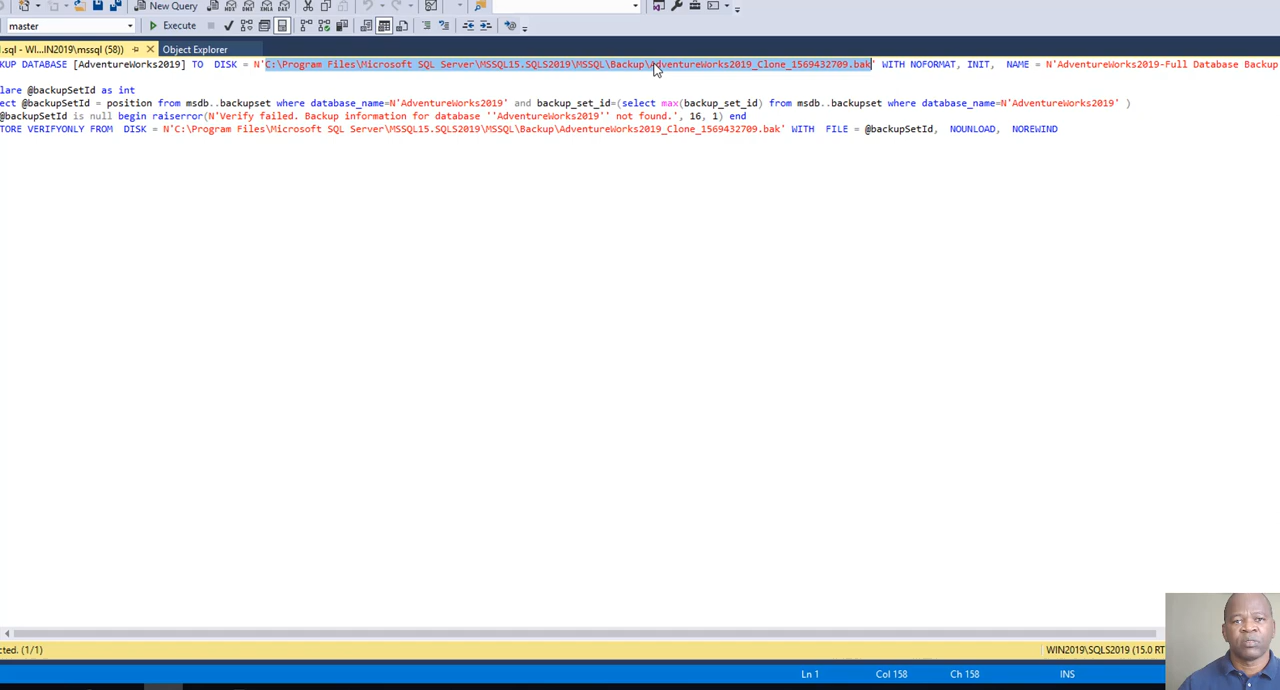 New Query
master
Execute
.sql - WI...IN2019\mssql (58))
Object Explorer
KUP DATABASE [AdventureWorks2019] TO  DISK = N'C:\Program Files\Microsoft SQL Server\MSSQL15.SQLS2019\MSSQL\Backup\AdventureWorks2019_Clone_1569432709.bak' WITH NOFORMAT, INIT,  NAME = N'AdventureWorks2019-Full Database Backup
lare @backupSetId as int
ect @backupSetId = position from msdb..backupset where database_name=N'AdventureWorks2019' and backup_set_id=(select max(backup_set_id) from msdb..backupset where database_name=N'AdventureWorks2019' )
@backupSetId is null begin raiserror(N'Verify failed. Backup information for database ''AdventureWorks2019'' not found.', 16, 1) end
TORE VERIFYONLY FROM  DISK = N'C:\Program Files\Microsoft SQL Server\MSSQL15.SQLS2019\MSSQL\Backup\AdventureWorks2019_Clone_1569432709.bak' WITH  FILE = @backupSetId,  NOUNLOAD,  NOREWIND
cted. (1/1)
WIN2019\SQLS2019 (15.0 RT
Ln 1
Col 158
Ch 158
INS